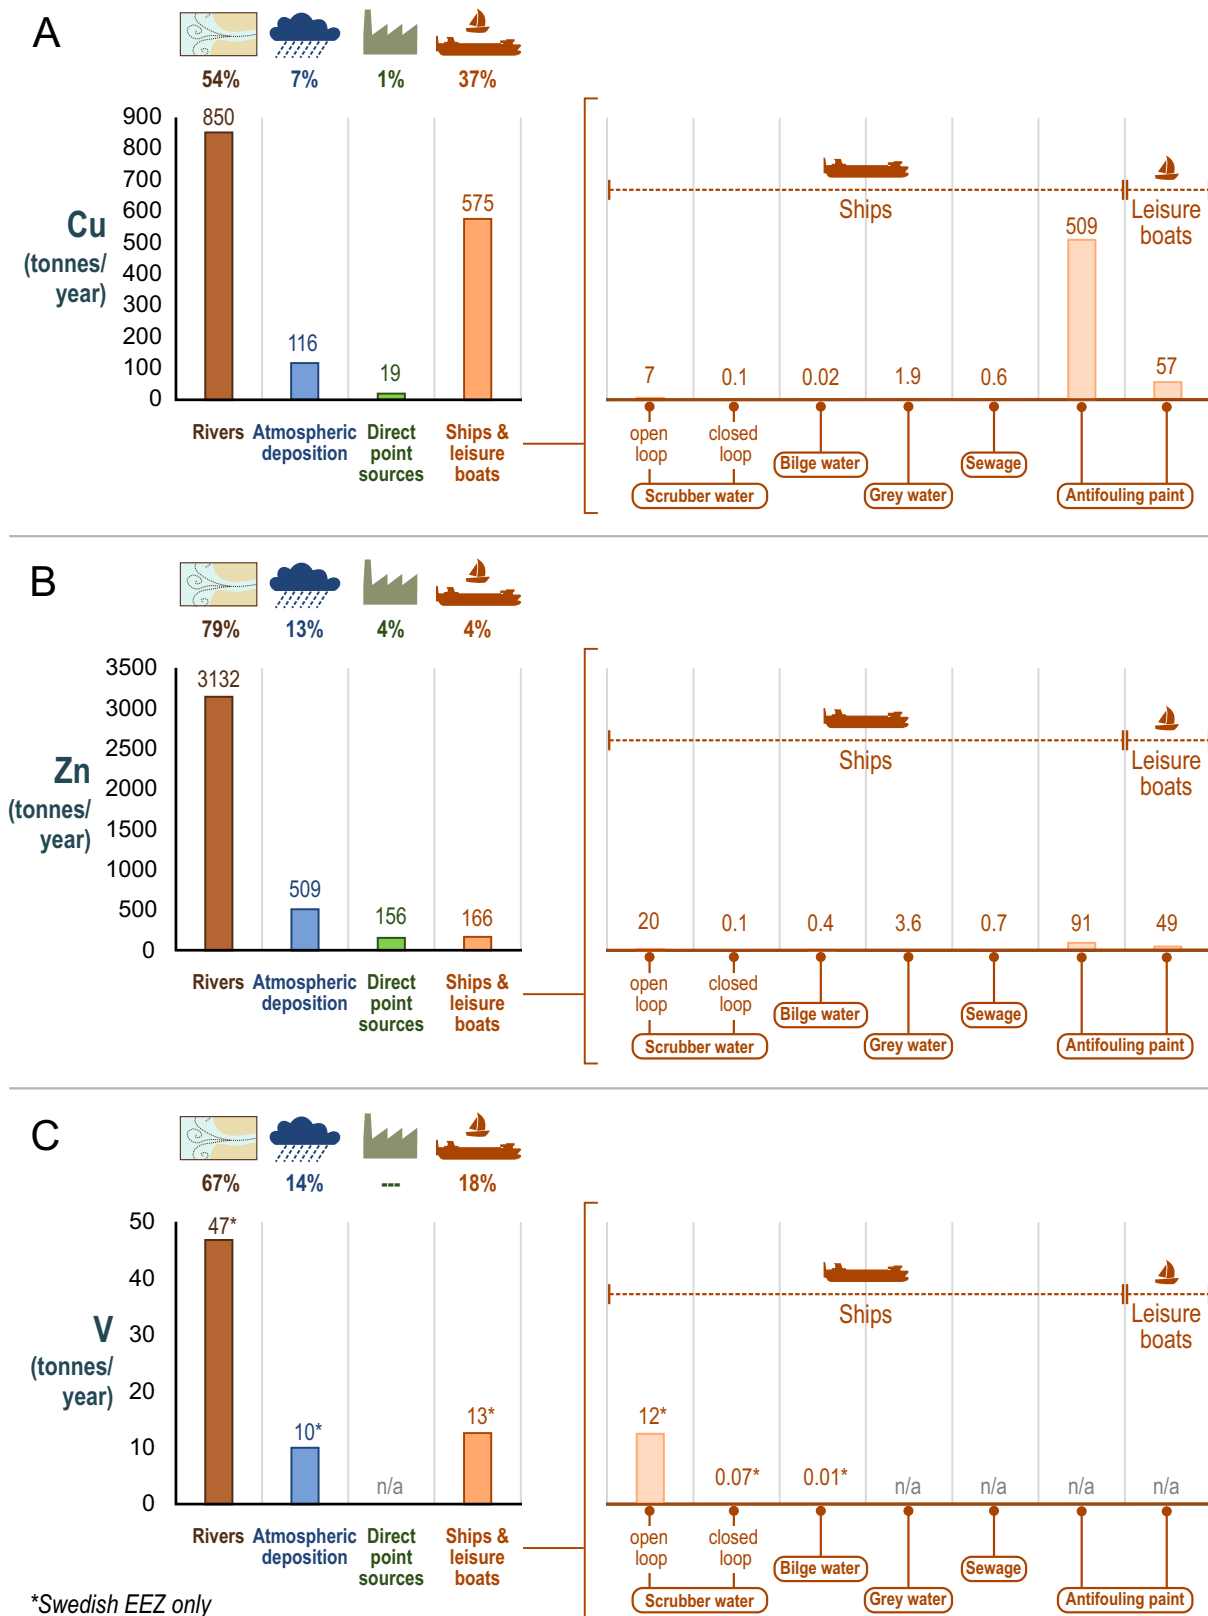 A
54%
7%
1%
37%
900
800
700
600
500
400
300
200
100
0
Cu
(tonnes/
year)
850
116
19
575
Rivers
Atmospheric
deposition
Direct
point
sources
Ships &
leisure
boats
Ships
Leisure
boats
7
0.1
0.02
1.9
0.6
509
57
open
loop
closed
loop
Scrubber water
Bilge water
Grey water
Sewage
Antifouling paint
B
79%
13%
4%
4%
3500
3000
2500
2000
1500
1000
500
0
Zn
(tonnes/
year)
3132
509
156
166
Rivers
Atmospheric
deposition
Direct
point
sources
Ships &
leisure
boats
Ships
Leisure
boats
20
0.1
0.4
3.6
0.7
91
49
open
loop
closed
loop
Scrubber water
Bilge water
Grey water
Sewage
Antifouling paint
C
67%
14%
---
18%
50
40
30
20
10
0
V
(tonnes/
year)
47*
10*
n/a
13*
Rivers
Atmospheric
deposition
Direct
point
sources
Ships &
leisure
boats
Ships
Leisure
boats
12*
0.07*
0.01*
n/a
n/a
n/a
n/a
open
loop
closed
loop
Scrubber water
Bilge water
Grey water
Sewage
Antifouling paint
*Swedish EEZ only